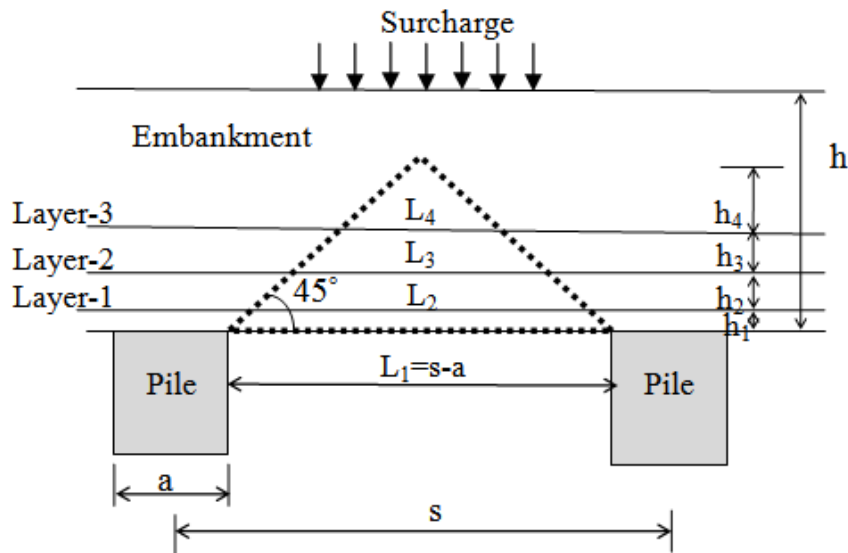 Surcharge
Embankment
h
Layer-3
L₄
h₄
Layer-2
L₃
h₃
Layer-1
45°
L₂
h₂
h₁
Pile
L₁=s-a
Pile
a
s